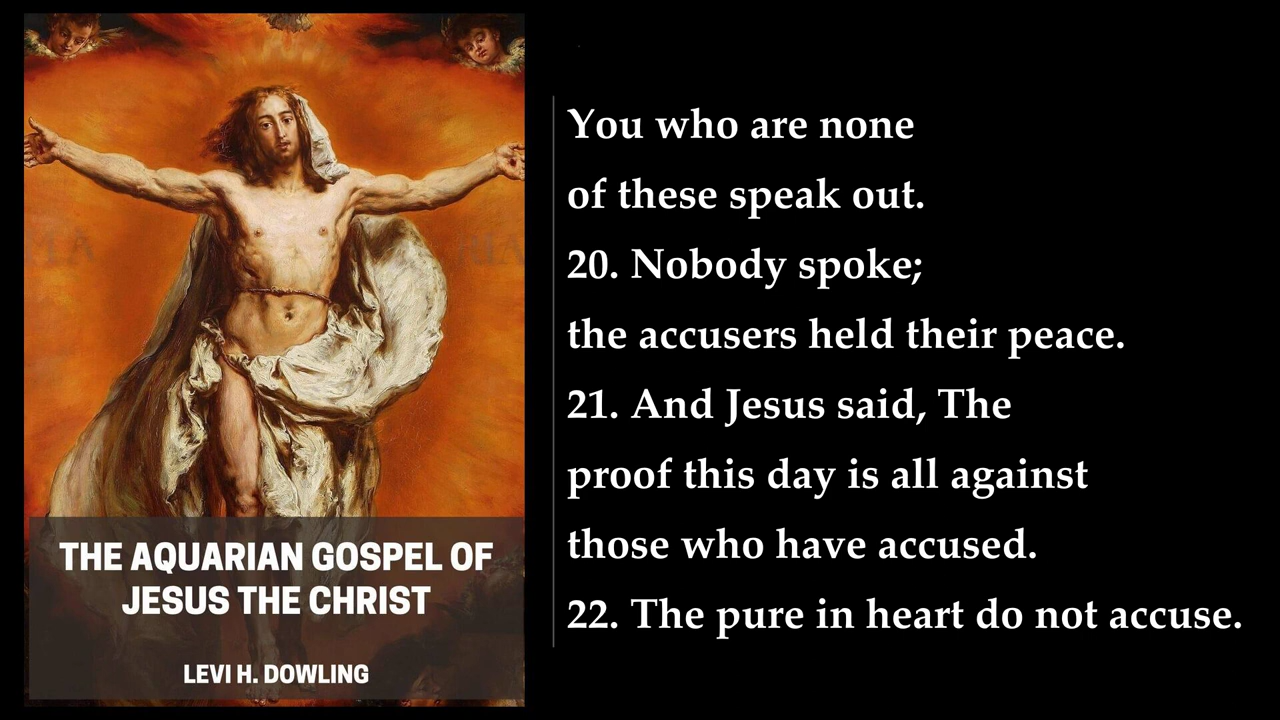 THE AQUARIAN GOSPEL OF
JESUS THE CHRIST
LEVI H. DOWLING
You who are none
of these speak out.
20. Nobody spoke;
the accusers held their peace.
21. And Jesus said, The
proof this day is all against
those who have accused.
22. The pure in heart do not accuse.